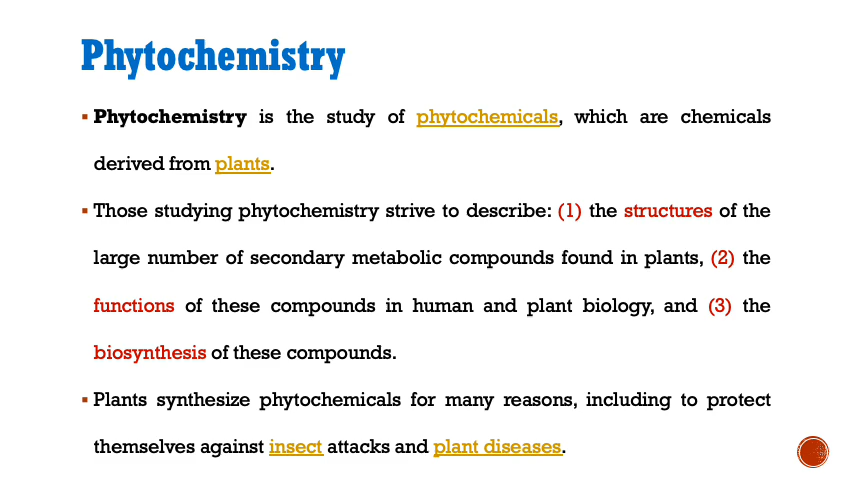 Phytochemistry
▪ Phytochemistry is the study of phytochemicals, which are chemicals
derived from plants.
▪ Those studying phytochemistry strive to describe: (1) the structures of the
large number of secondary metabolic compounds found in plants, (2) the
functions of these compounds in human and plant biology, and (3) the
biosynthesis of these compounds.
▪ Plants synthesize phytochemicals for many reasons, including to protect
themselves against insect attacks and plant diseases.